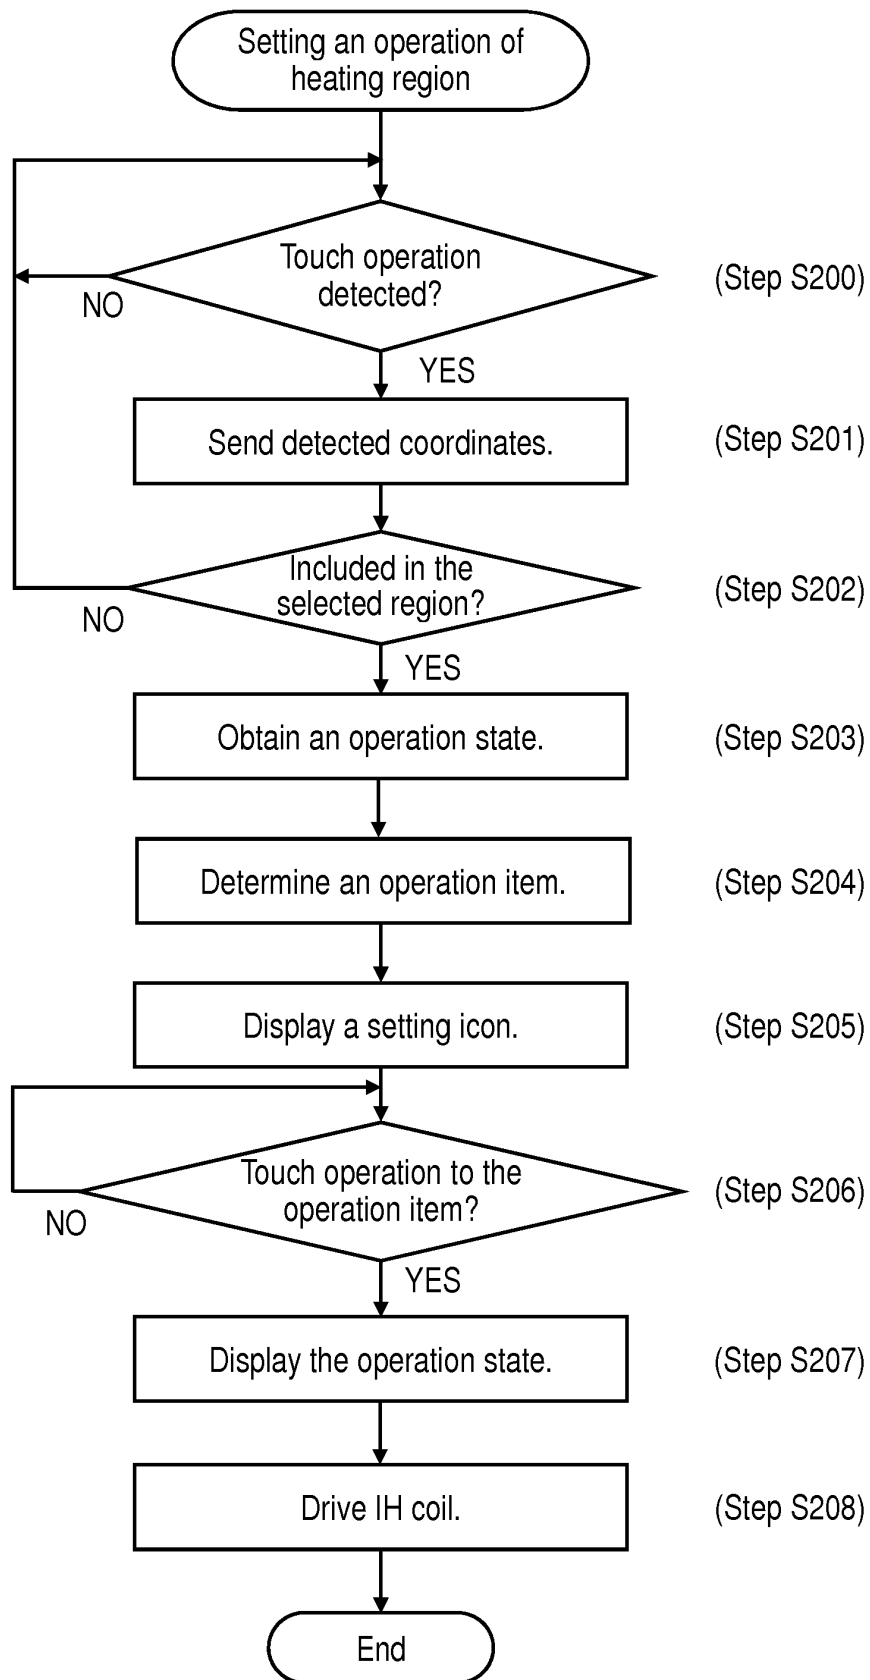 Setting an operation of
heating region
Touch operation
detected?
(Step S200)
NO
YES
Send detected coordinates.
(Step S201)
Included in the
selected region?
(Step S202)
NO
YES
Obtain an operation state.
(Step S203)
Determine an operation item.
(Step S204)
Display a setting icon.
(Step S205)
Touch operation to the
operation item?
(Step S206)
NO
YES
Display the operation state.
(Step S207)
Drive IH coil.
(Step S208)
End